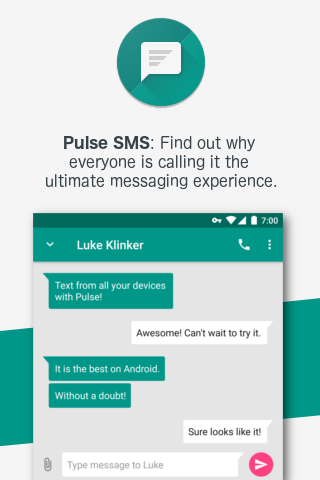 Pulse SMS: Find out why
everyone is calling it the
ultimate messaging experience.
7:00
Luke Klinker
Text from all your devices
with Pulse!
Awesome! Can't wait to try it.
It is the best on Android.
Without a doubt!
Sure looks like it!
Type message to Luke